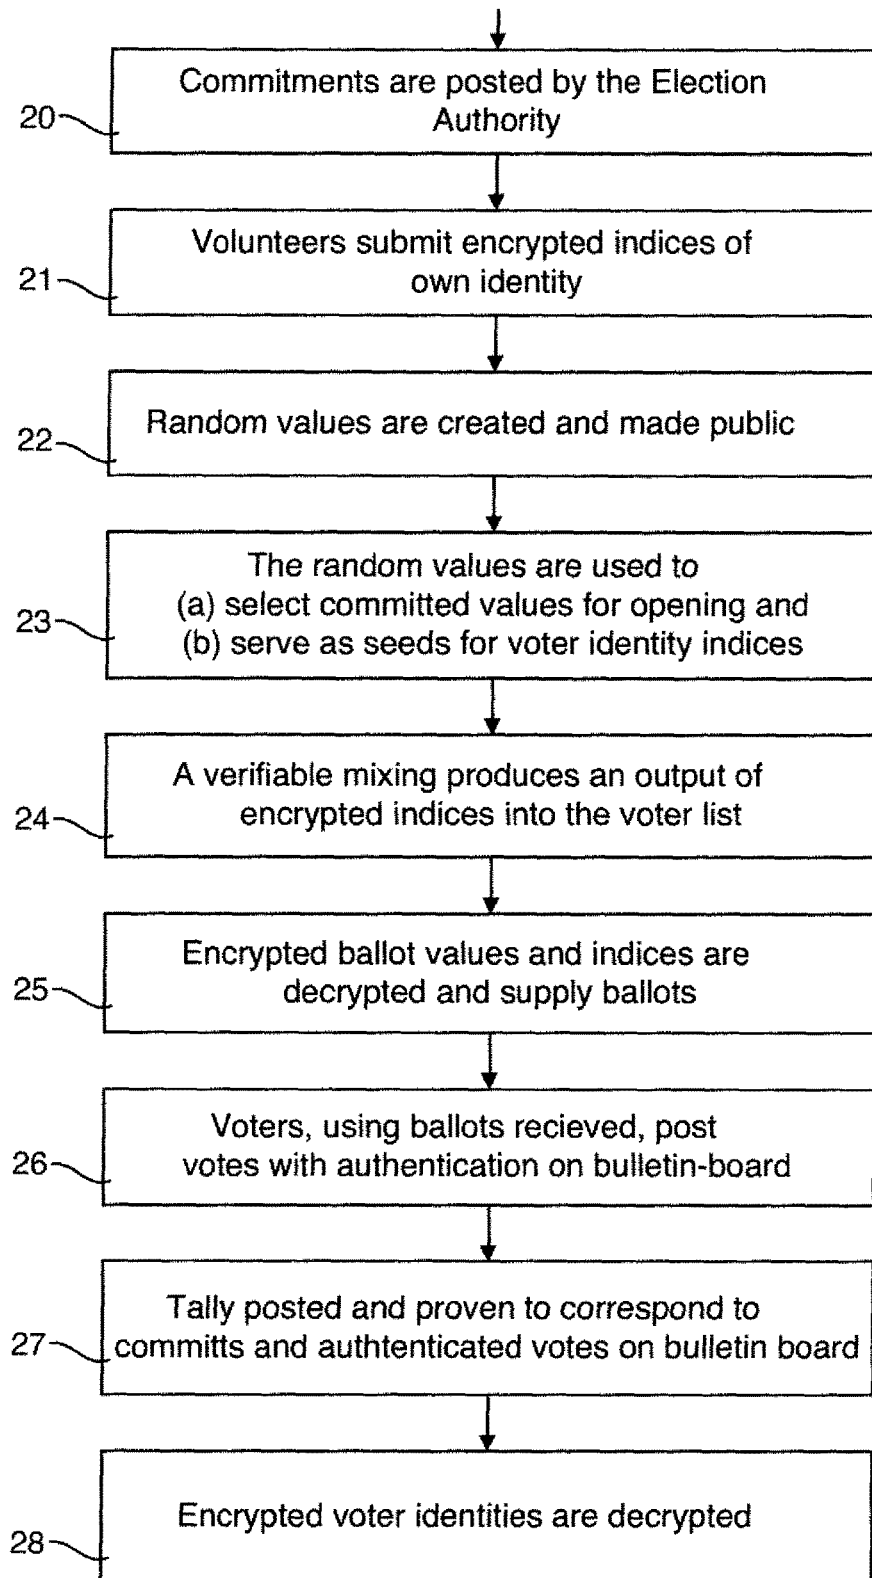 Commitments are posted by the Election
Authority
20
Volunteers submit encrypted indices of
own identity
21
Random values are created and made public
22
The random values are used to
(a) select committed values for opening and
(b) serve as seeds for voter identity indices
23
A verifiable mixing produces an output of
encrypted indices into the voter list
24
Encrypted ballot values and indices are
decrypted and supply ballots
25
Voters, using ballots recieved, post
votes with authentication on bulletin-board
26
Tally posted and proven to correspond to
committs and authtenticated votes on bulletin board
27
Encrypted voter identities are decrypted
28